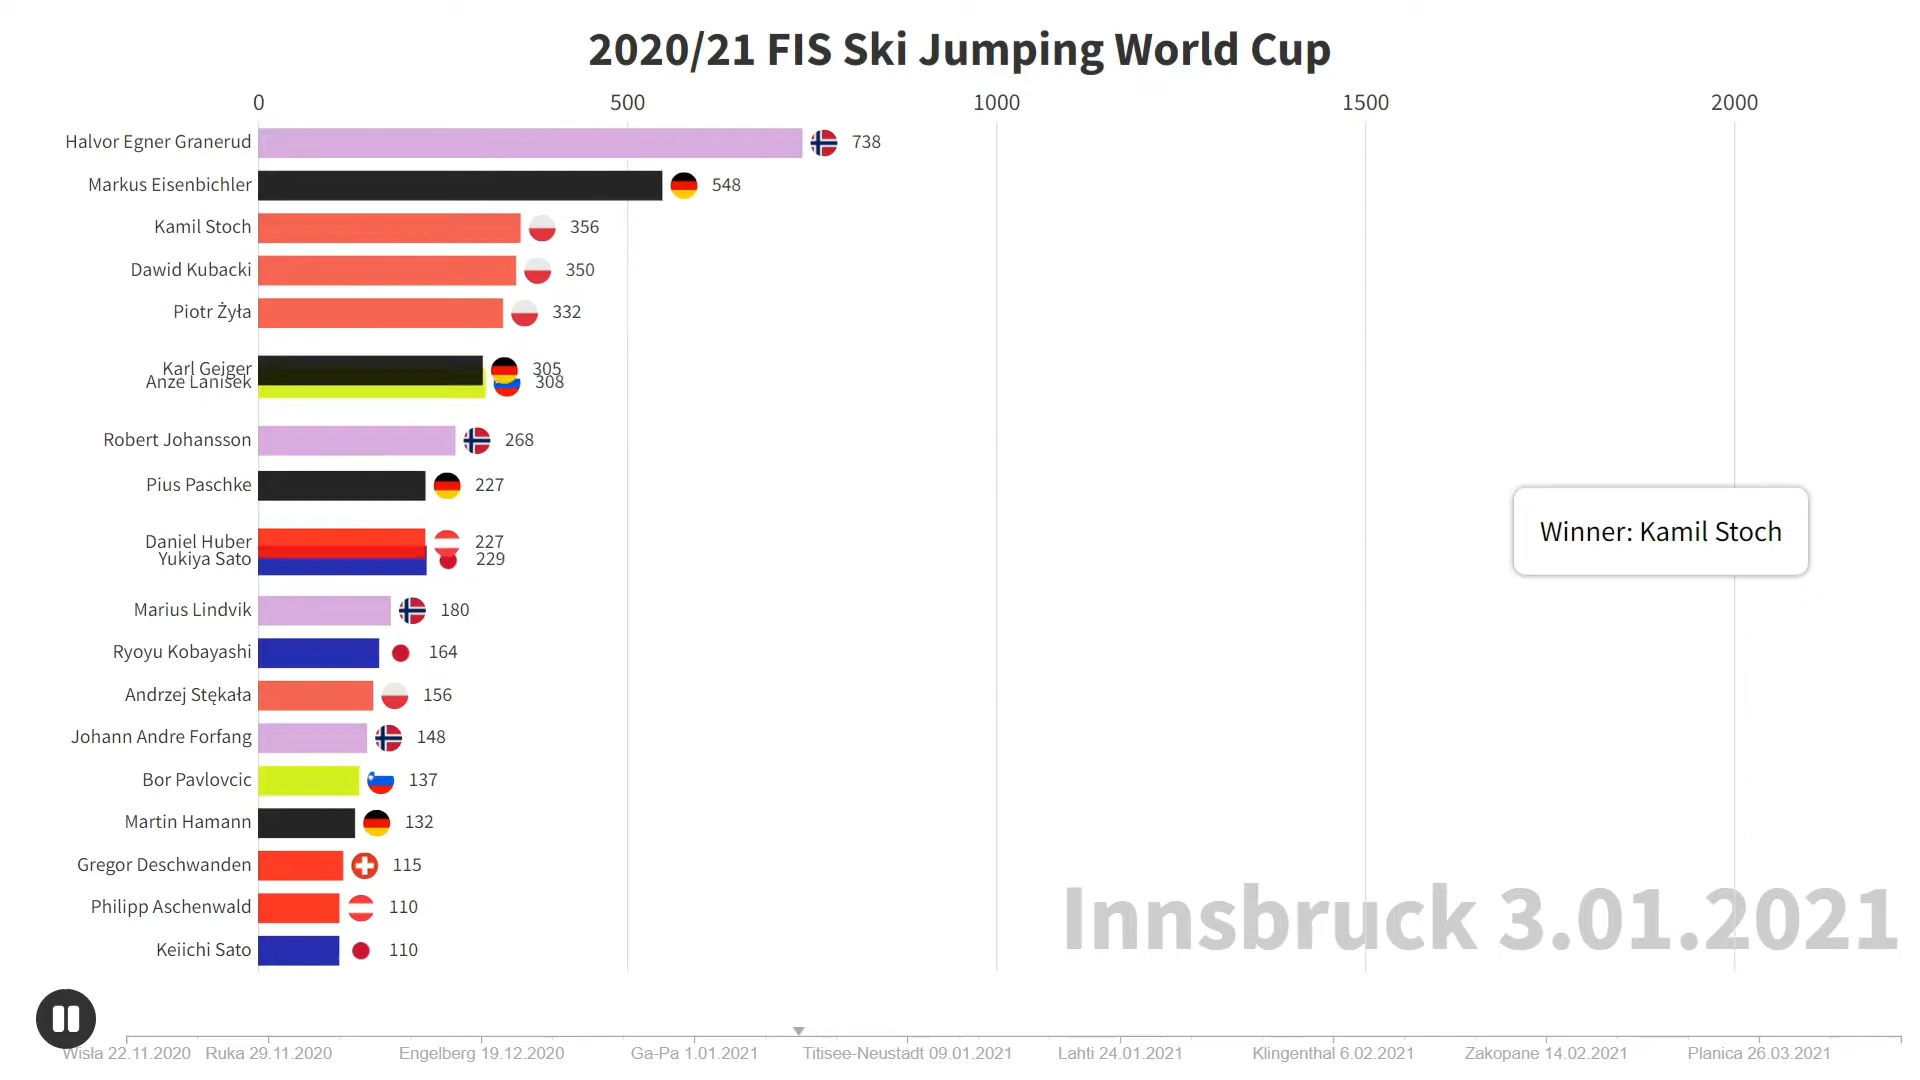 2020/21 FIS Ski Jumping World Cup
0 500 1000 1500 2000
Halvor Egner Granerud 738
Markus Eisenbichler 548
Kamil Stoch 356
Dawid Kubacki 350
Piotr Żyła 332
Karl Geiger 305
Anze Lanisek 308
Robert Johansson 268
Pius Paschke 227
Winner: Kamil Stoch
Daniel Huber 227
Yukiya Sato 229
Marius Lindvik 180
Ryoyu Kobayashi 164
Andrzej Stękała 156
Johann Andre Forfang 148
Bor Pavlovcic 137
Martin Hamann 132
Gregor Deschwanden 115
Philipp Aschenwald 110
Keiichi Sato 110
Innsbruck 3.01.2021
Wisła 22.11.2020 Ruka 29.11.2020 Engelberg 19.12.2020 Ga-Pa 1.01.2021 Titisee-Neustadt 09.01.2021 Lahti 24.01.2021 Klingenthal 6.02.2021 Zakopane 14.02.2021 Planica 26.03.2021